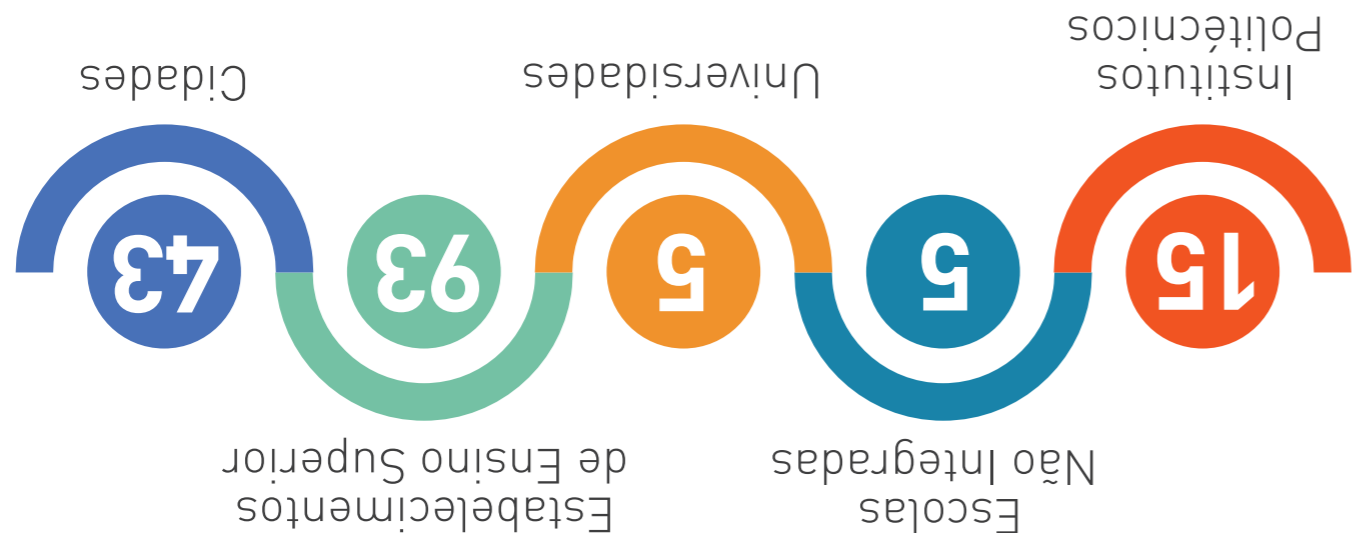 Escolas
Não Integradas
Estabelecimentos
de Ensino Superior
15
5
5
93
43
Institutos
Politécnicos
Universidades
Cidades